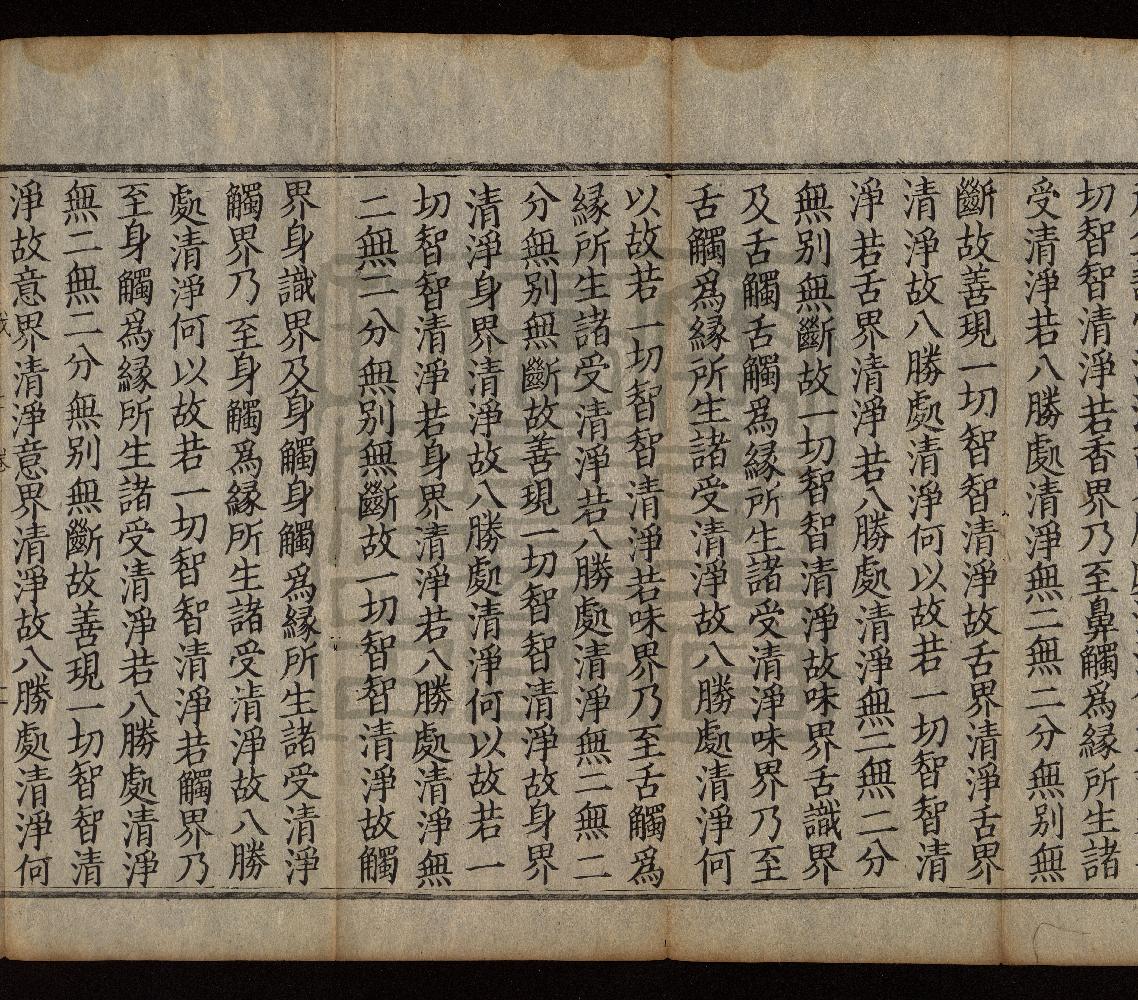 切智智清淨若香界乃至鼻觸爲緣所生諸
受清淨若八勝處清淨無二無二分無別無
斷故善現一切智智清淨故舌界清淨舌界
清淨故八勝處清淨何以故若一切智智清
淨若舌界清淨若八勝處清淨無二無二分
無別無斷故一切智智清淨故味界舌識界
及舌觸舌觸爲緣所生諸受清淨味界乃至
舌觸爲緣所生諸受清淨故八勝處清淨何
以故若一切智智清淨若味界乃至舌觸爲
緣所生諸受清淨若八勝處清淨無二無二
分無別無斷故善現一切智智清淨故身界
清淨身界清淨故八勝處清淨何以故若一
切智智清淨若身界清淨若八勝處清淨無
二無二分無別無斷故一切智智清淨故觸
界身識界及身觸身觸爲緣所生諸受清淨
觸界乃至身觸爲緣所生諸受清淨故八勝
處清淨何以故若一切智智清淨若觸界乃
至身觸爲緣所生諸受清淨若八勝處清淨
無二無二分無別無斷故善現一切智智清
淨故意界清淨意界清淨故八勝處清淨何